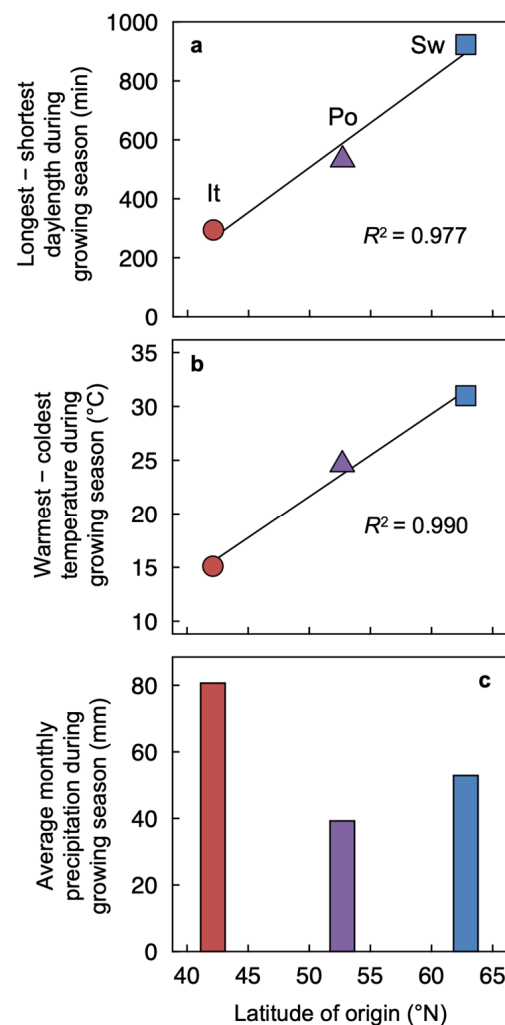 a
Longest – shortest
daylength during
growing season (min)
1000
800
600
400
200
0
It
Po
Sw
R² = 0.977
b
Warmest – coldest
temperature during
growing season (°C)
35
30
25
20
15
10
R² = 0.990
c
Average monthly
precipitation during
growing season (mm)
80
60
40
20
0
40 45 50 55 60 65
Latitude of origin (°N)